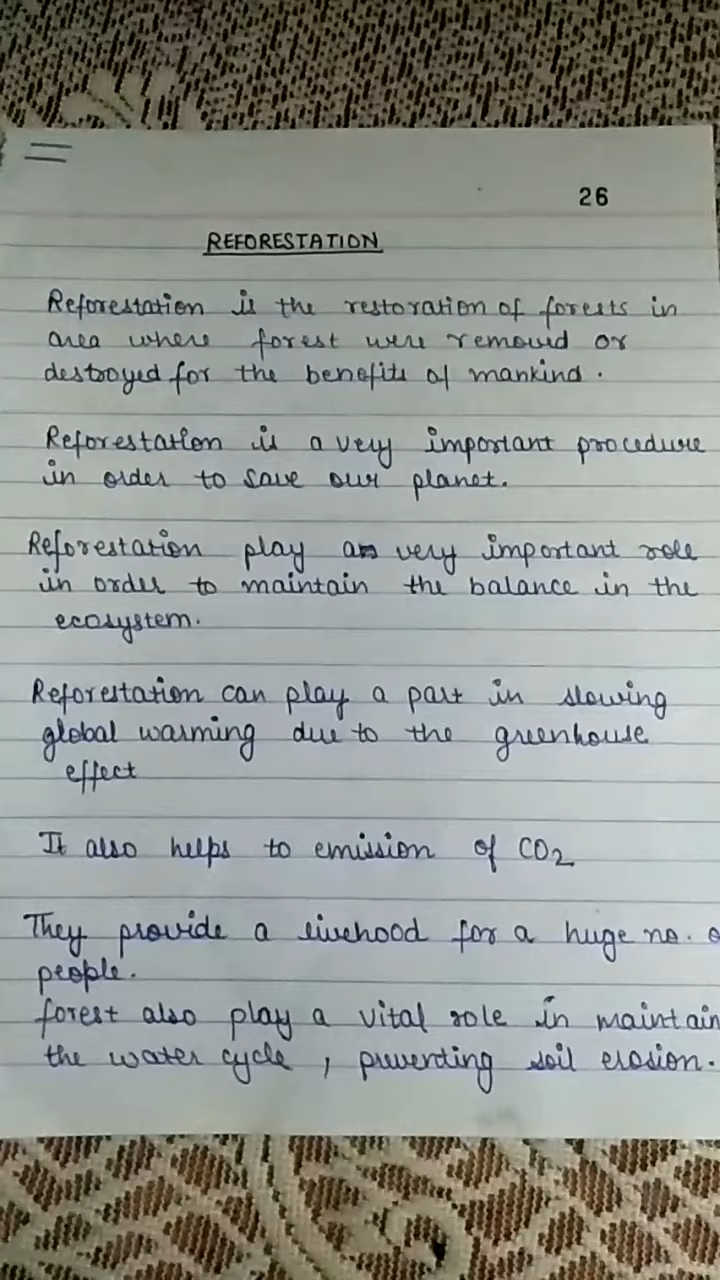 26
REFORESTATION
Reforestation is the restoration of forests in
area where forest were removed or
destroyed for the benefits of mankind.
Reforestation is a very important procedure
in order to save our planet.
Reforestation play an very important role
in order to maintain the balance in the
ecosystem.
Reforestation can play a part in slowing
global warming due to the greenhouse
effect
It also helps to emission of CO2
They provide a livehood for a huge no. o
people.
forest also play a vital role in maintain
the water cycle, preventing soil erosion.